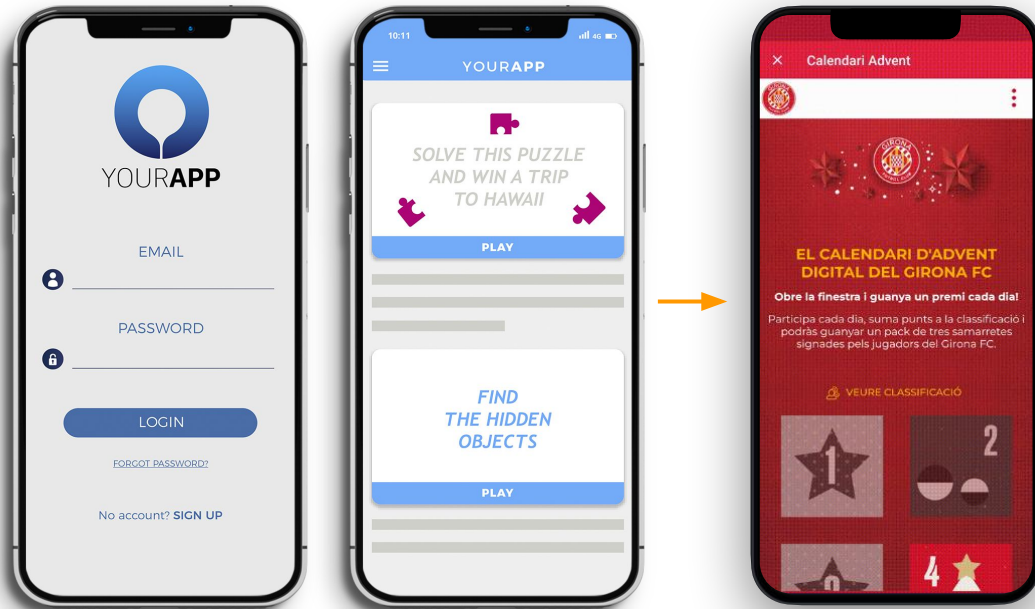 YOURAPP
EMAIL
PASSWORD
LOGIN
FORGOT PASSWORD?
No account? SIGN UP
10:11
4G
YOURAPP
SOLVE THIS PUZZLE
AND WIN A TRIP
TO HAWAII
PLAY
FIND
THE HIDDEN
OBJECTS
PLAY
Calendari Advent
GIRONA
EL CALENDARI D'ADVENT
DIGITAL DEL GIRONA FC
Obre la finestra i guanya un premi cada dia!
Participa cada dia, suma punts a la classificació i
podràs guanyar un pack de tres samarretes
signades pels jugadors del Girona FC.
VEURE CLASSIFICACIÓ
1
2
4